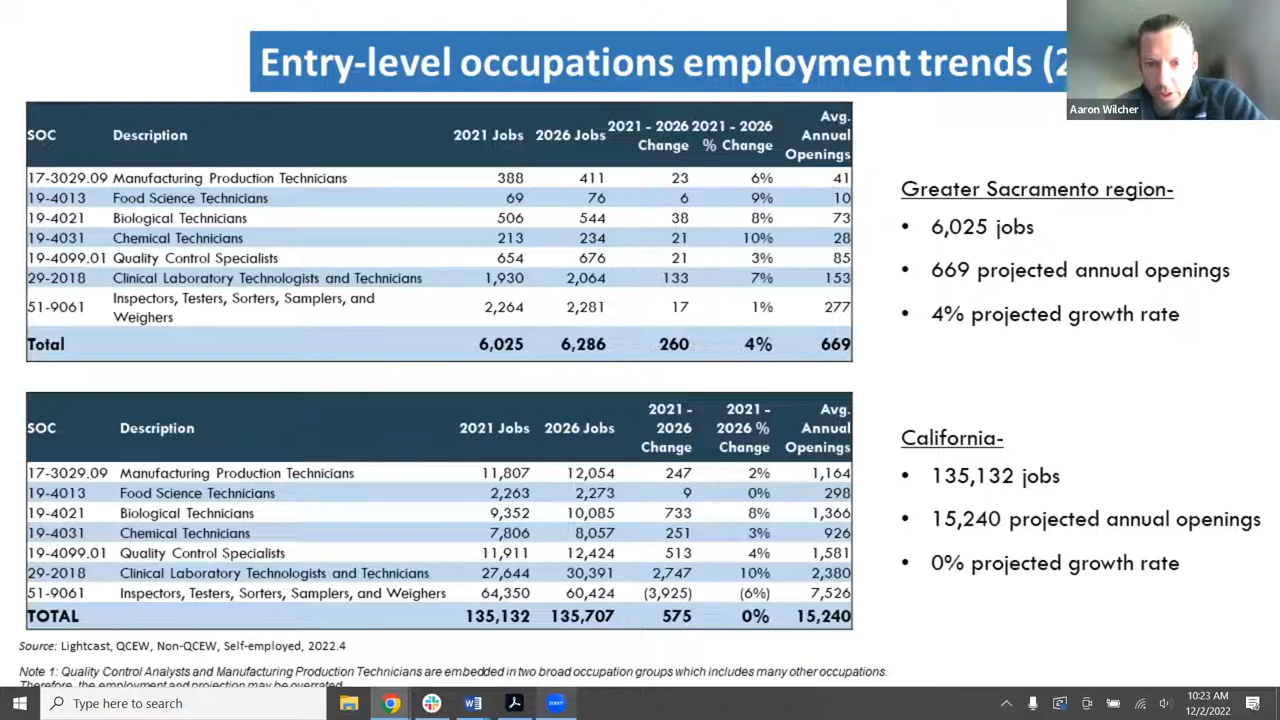 Entry-level occupations employment trends (2
Aaron Wilcher
SOC Description 2021 Jobs 2026 Jobs 2021 - 2026 Change 2021 - 2026 % Change Avg. Annual Openings
17-3029.09 Manufacturing Production Technicians 388 411 23 6% 41
19-4013 Food Science Technicians 69 76 6 9% 10
19-4021 Biological Technicians 506 544 38 8% 73
19-4031 Chemical Technicians 213 234 21 10% 28
19-4099.01 Quality Control Specialists 654 676 21 3% 85
29-2018 Clinical Laboratory Technologists and Technicians 1,930 2,064 133 7% 153
51-9061 Inspectors, Testers, Sorters, Samplers, and Weighers 2,264 2,281 17 1% 277
Total 6,025 6,286 260 4% 669
Greater Sacramento region-
• 6,025 jobs
• 669 projected annual openings
• 4% projected growth rate
SOC Description 2021 Jobs 2026 Jobs 2021 - 2026 Change 2021 - 2026 % Change Avg. Annual Openings
17-3029.09 Manufacturing Production Technicians 11,807 12,054 247 2% 1,164
19-4013 Food Science Technicians 2,263 2,273 9 0% 298
19-4021 Biological Technicians 9,352 10,085 733 8% 1,366
19-4031 Chemical Technicians 7,806 8,057 251 3% 926
19-4099.01 Quality Control Specialists 11,911 12,424 513 4% 1,581
29-2018 Clinical Laboratory Technologists and Technicians 27,644 30,391 2,747 10% 2,380
51-9061 Inspectors, Testers, Sorters, Samplers, and Weighers 64,350 60,424 (3,925) (6%) 7,526
TOTAL 135,132 135,707 575 0% 15,240
California-
• 135,132 jobs
• 15,240 projected annual openings
• 0% projected growth rate
Source: Lightcast, QCEW, Non-QCEW, Self-employed, 2022.4
Note 1: Quality Control Analysts and Manufacturing Production Technicians are embedded in two broad occupation groups which includes many other occupations.
Therefore, the employment and projection may be overrated.
Type here to search
zoom
10:23 AM
12/2/2022